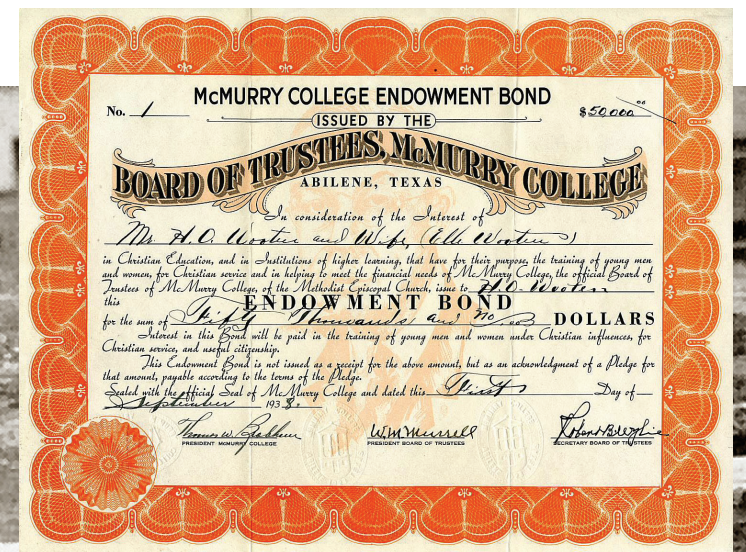 McMURRY COLLEGE ENDOWMENT BOND
No. 1
$50,000.00
ISSUED BY THE
BOARD OF TRUSTEES, McMURRY COLLEGE
ABILENE, TEXAS
In consideration of the Interest of
Mr. H.O. Wooten and Wife, (Elle Wooten)
in Christian Education, and in Institutions of higher learning, that have for their purpose, the training of young men
and women, for Christian service and in helping to meet the financial needs of McMurry College, the official Board of
Trustees of McMurry College, of the Methodist Episcopal Church, issue to H.O. Wooten
this ENDOWMENT BOND
for the sum of Fifty Thousands and no DOLLARS
Interest in this Bond will be paid in the training of young men and women under Christian influences, for
Christian service, and useful citizenship.
This Endowment Bond is not issued as a receipt for the above amount, but as an acknowledgment of a Pledge for
that amount, payable according to the terms of the Pledge.
Sealed with the official Seal of McMurry College and dated this First Day of
September 1938.
Thomas W. Brabham W.M. Murrell
PRESIDENT McMURRY COLLEGE PRESIDENT BOARD OF TRUSTEES SECRETARY BOARD OF TRUSTEES